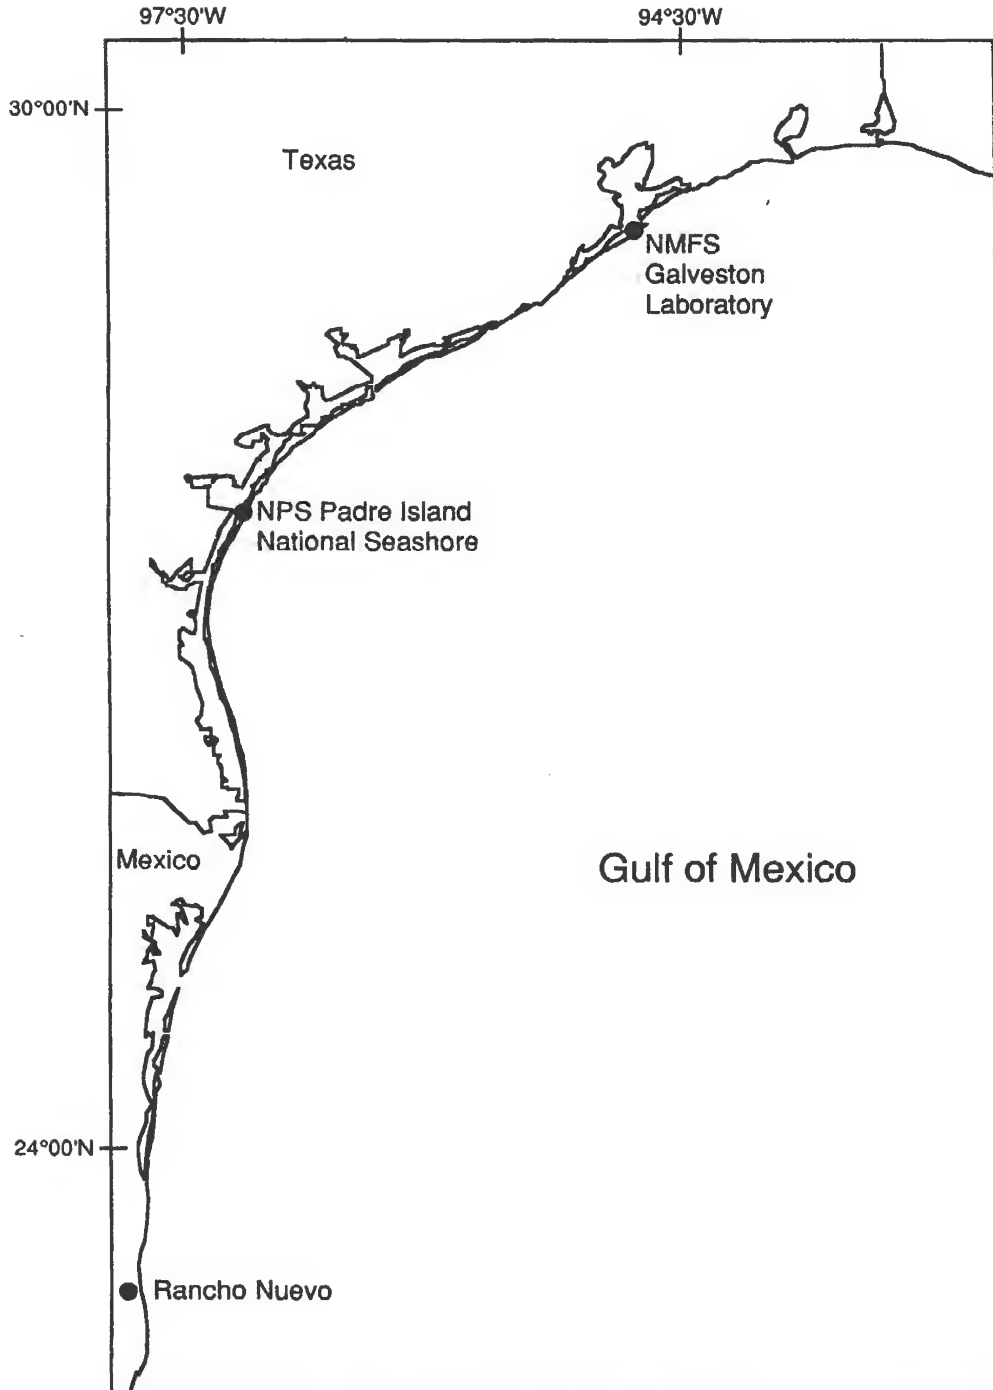 97°30'W
94°30'W
30°00'N
Texas
NMFS
Galveston
Laboratory
NPS Padre Island
National Seashore
Mexico
Gulf of Mexico
24°00'N
Rancho Nuevo